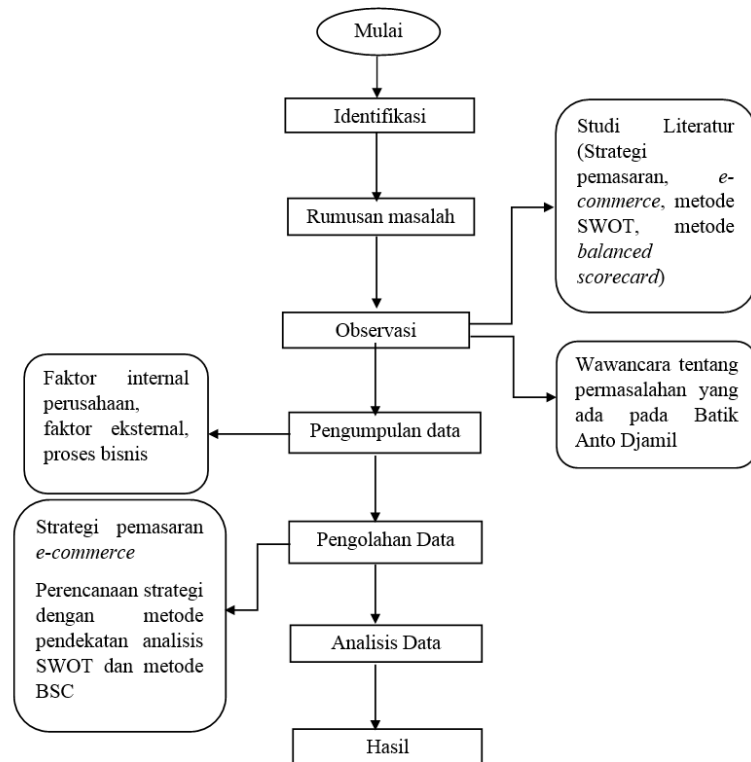 Mulai
Identifikasi
Rumusan masalah
Observasi
Studi Literatur
(Strategi
pemasaran, e-
commerce, metode
SWOT, metode
balanced
scorecard)
Wawancara tentang
permasalahan yang
ada pada Batik
Anto Djamil
Pengumpulan data
Faktor internal
perusahaan,
faktor eksternal,
proses bisnis
Pengolahan Data
Strategi pemasaran
e-commerce
Perencanaan strategi
dengan metode
pendekatan analisis
SWOT dan metode
BSC
Analisis Data
Hasil